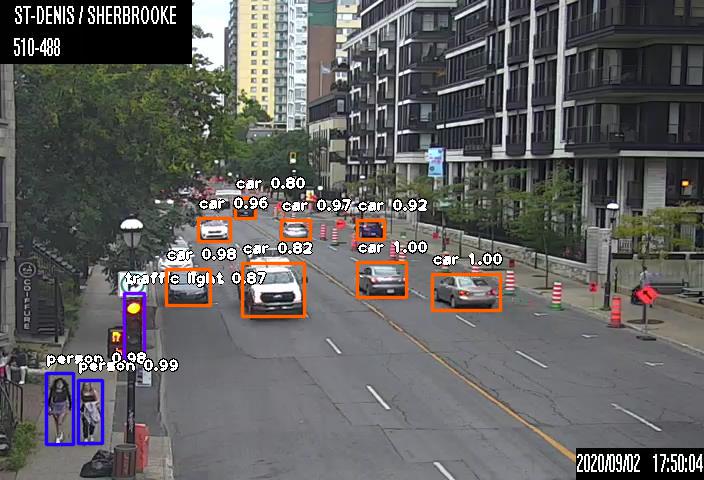 ST-DENIS / SHERBROOKE
510-488
car 0.80
car 0.96
car 0.97
car 0.92
car 0.98
car 0.82
car 1.00
car 1.00
traffic light 0.87
person 0.98
person 0.99
COIFFURE
2020/09/02 17:50:04